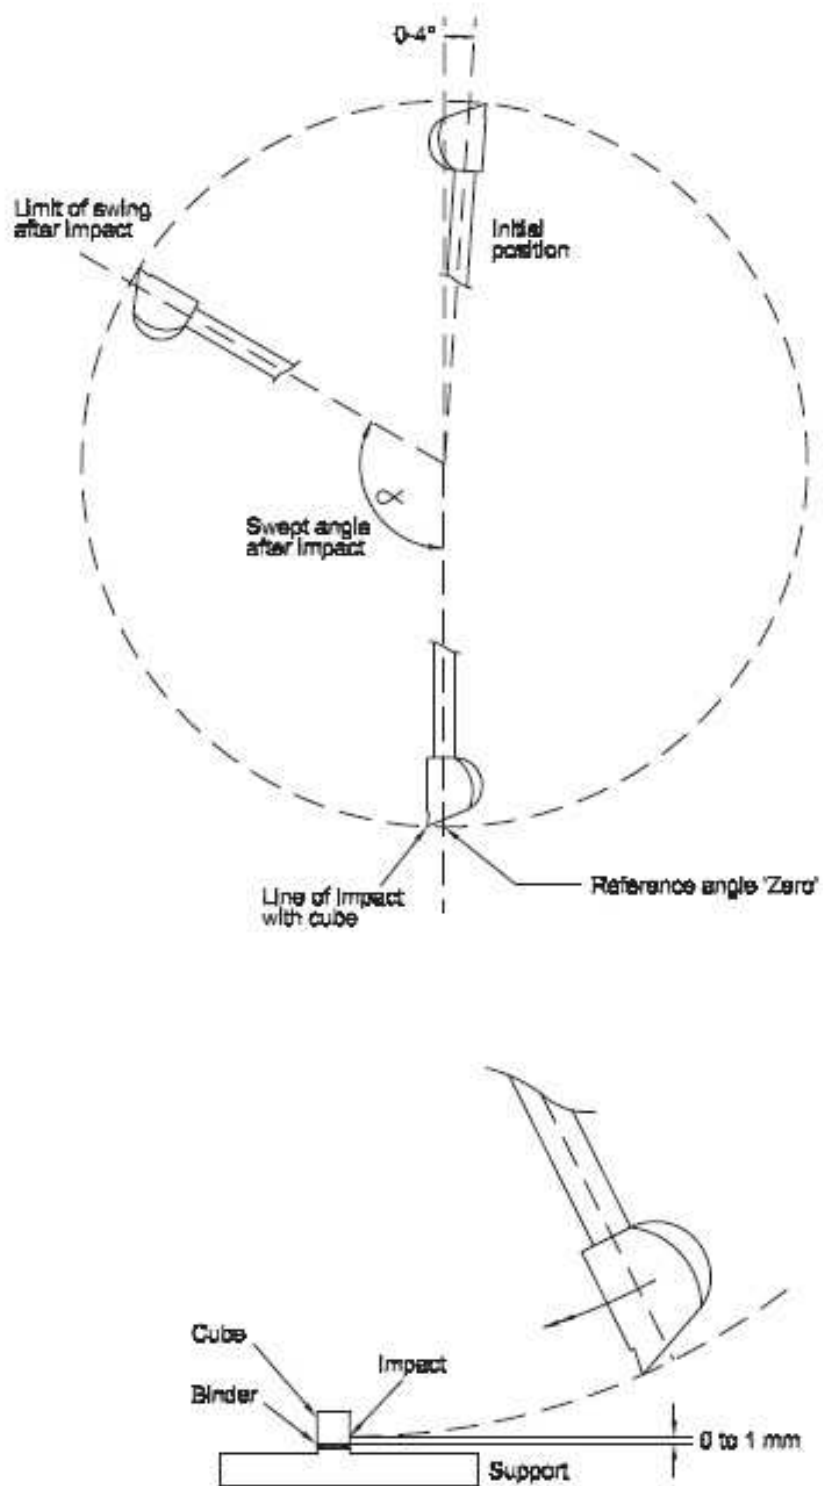 0-4°
Limit of swing
after impact
Initial
position
α
Swept angle
after impact
Line of impact
with cube
Reference angle 'Zero'
Cube
Impact
Binder
0 to 1 mm
Support